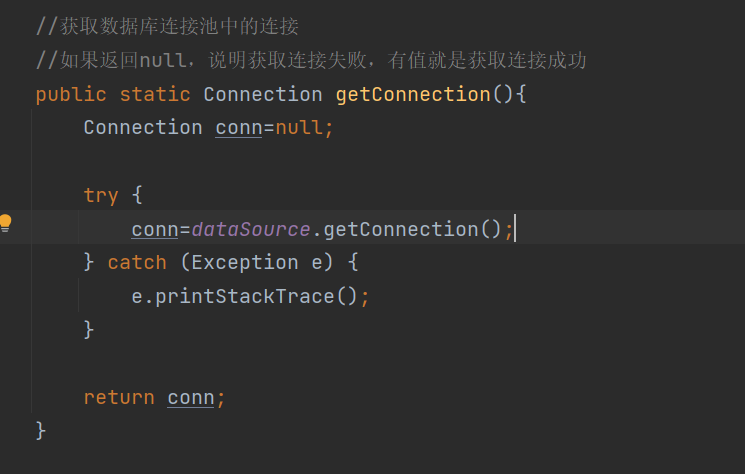 //获取数据库连接池中的连接
//如果返回null，说明获取连接失败，有值就是获取连接成功
public static Connection getConnection(){
Connection conn=null;
try {
conn=dataSource.getConnection();
} catch (Exception e) {
e.printStackTrace();
}
return conn;
}